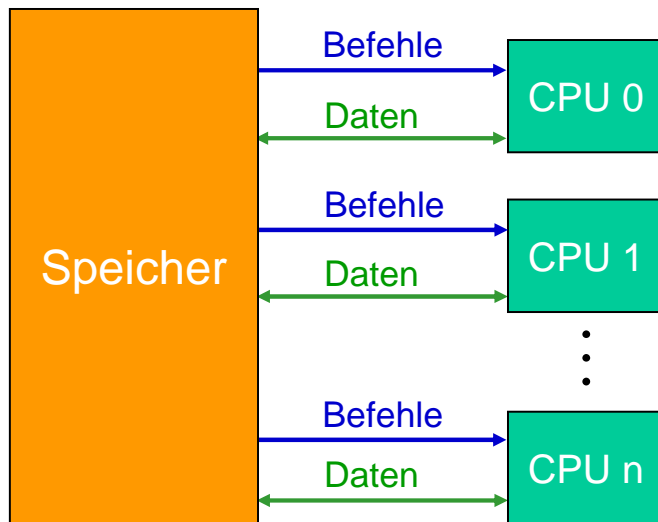 Speicher
Befehle
CPU 0
Daten
Befehle
CPU 1
Daten
Befehle
CPU n
Daten